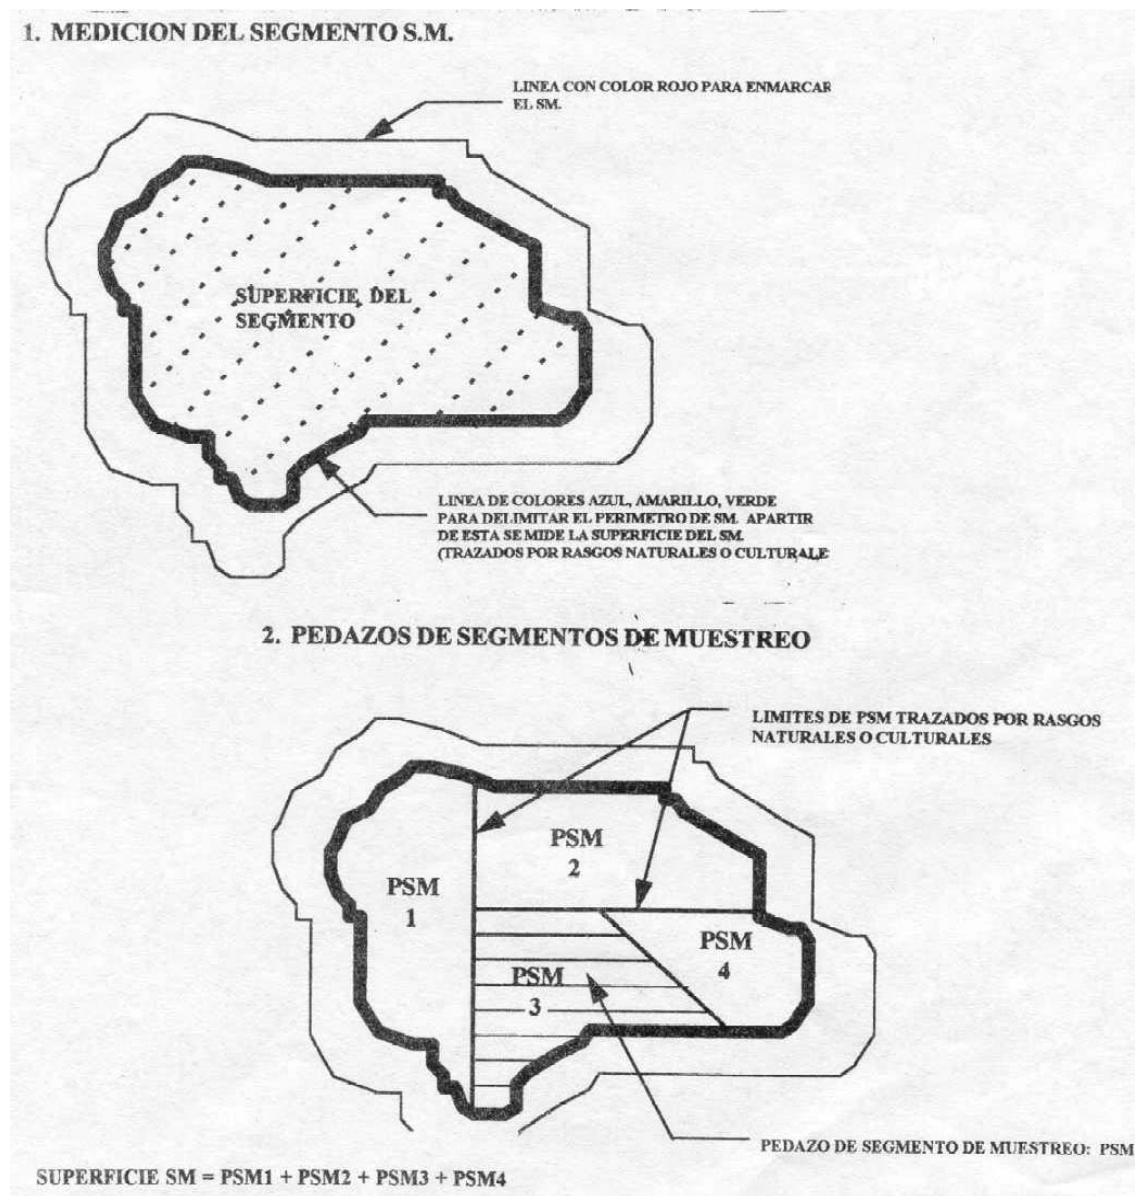 1. MEDICION DEL SEGMENTO S.M.
LINEA CON COLOR ROJO PARA ENMARCAR
EL SM.
SUPERFICIE DEL
SEGMENTO
LINEA DE COLORES AZUL, AMARILLO, VERDE
PARA DELIMITAR EL PERIMETRO DE SM. APARTIR
DE ESTA SE MIDE LA SUPERFICIE DEL SM.
(TRAZADOS POR RASGOS NATURALES O CULTURALE
2. PEDAZOS DE SEGMENTOS DE MUESTREO
LIMITES DE PSM TRAZADOS POR RASGOS
NATURALES O CULTURALES
PSM
2
PSM
1
PSM
4
PSM
3
PEDAZO DE SEGMENTO DE MUESTREO: PSM
SUPERFICIE SM = PSM1 + PSM2 + PSM3 + PSM4